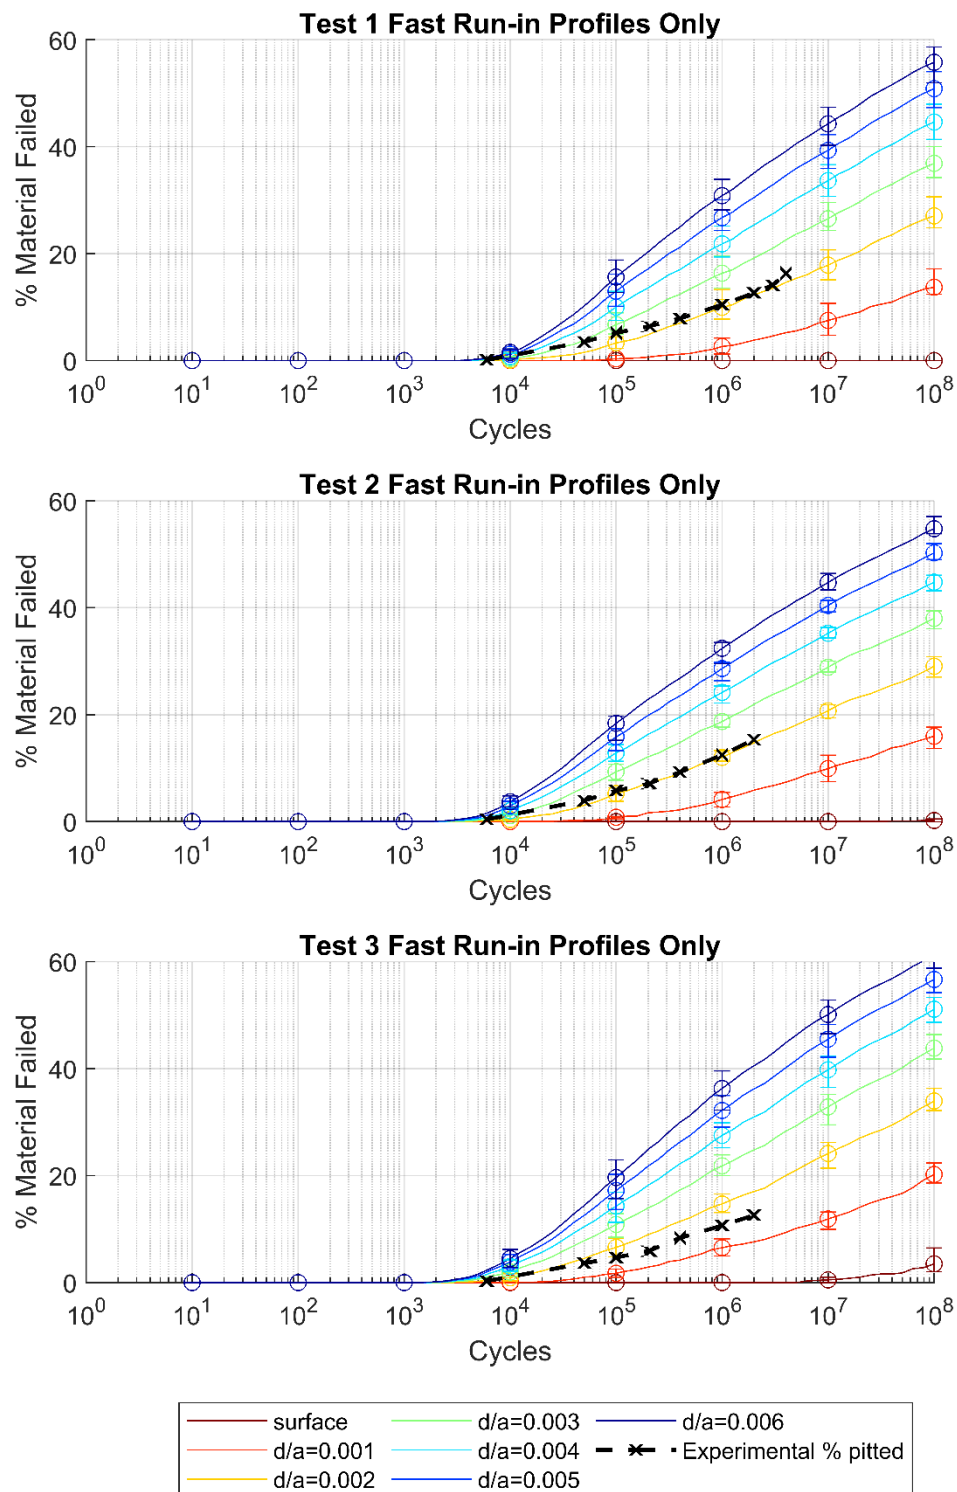 Test 1 Fast Run-in Profiles Only
60
40
20
0
% Material Failed
10^0 10^1 10^2 10^3 10^4 10^5 10^6 10^7 10^8
Cycles
Test 2 Fast Run-in Profiles Only
60
40
20
0
% Material Failed
10^0 10^1 10^2 10^3 10^4 10^5 10^6 10^7 10^8
Cycles
Test 3 Fast Run-in Profiles Only
60
40
20
0
% Material Failed
10^0 10^1 10^2 10^3 10^4 10^5 10^6 10^7 10^8
Cycles
surface d/a=0.003 d/a=0.006
d/a=0.001 d/a=0.004 Experimental % pitted
d/a=0.002 d/a=0.005